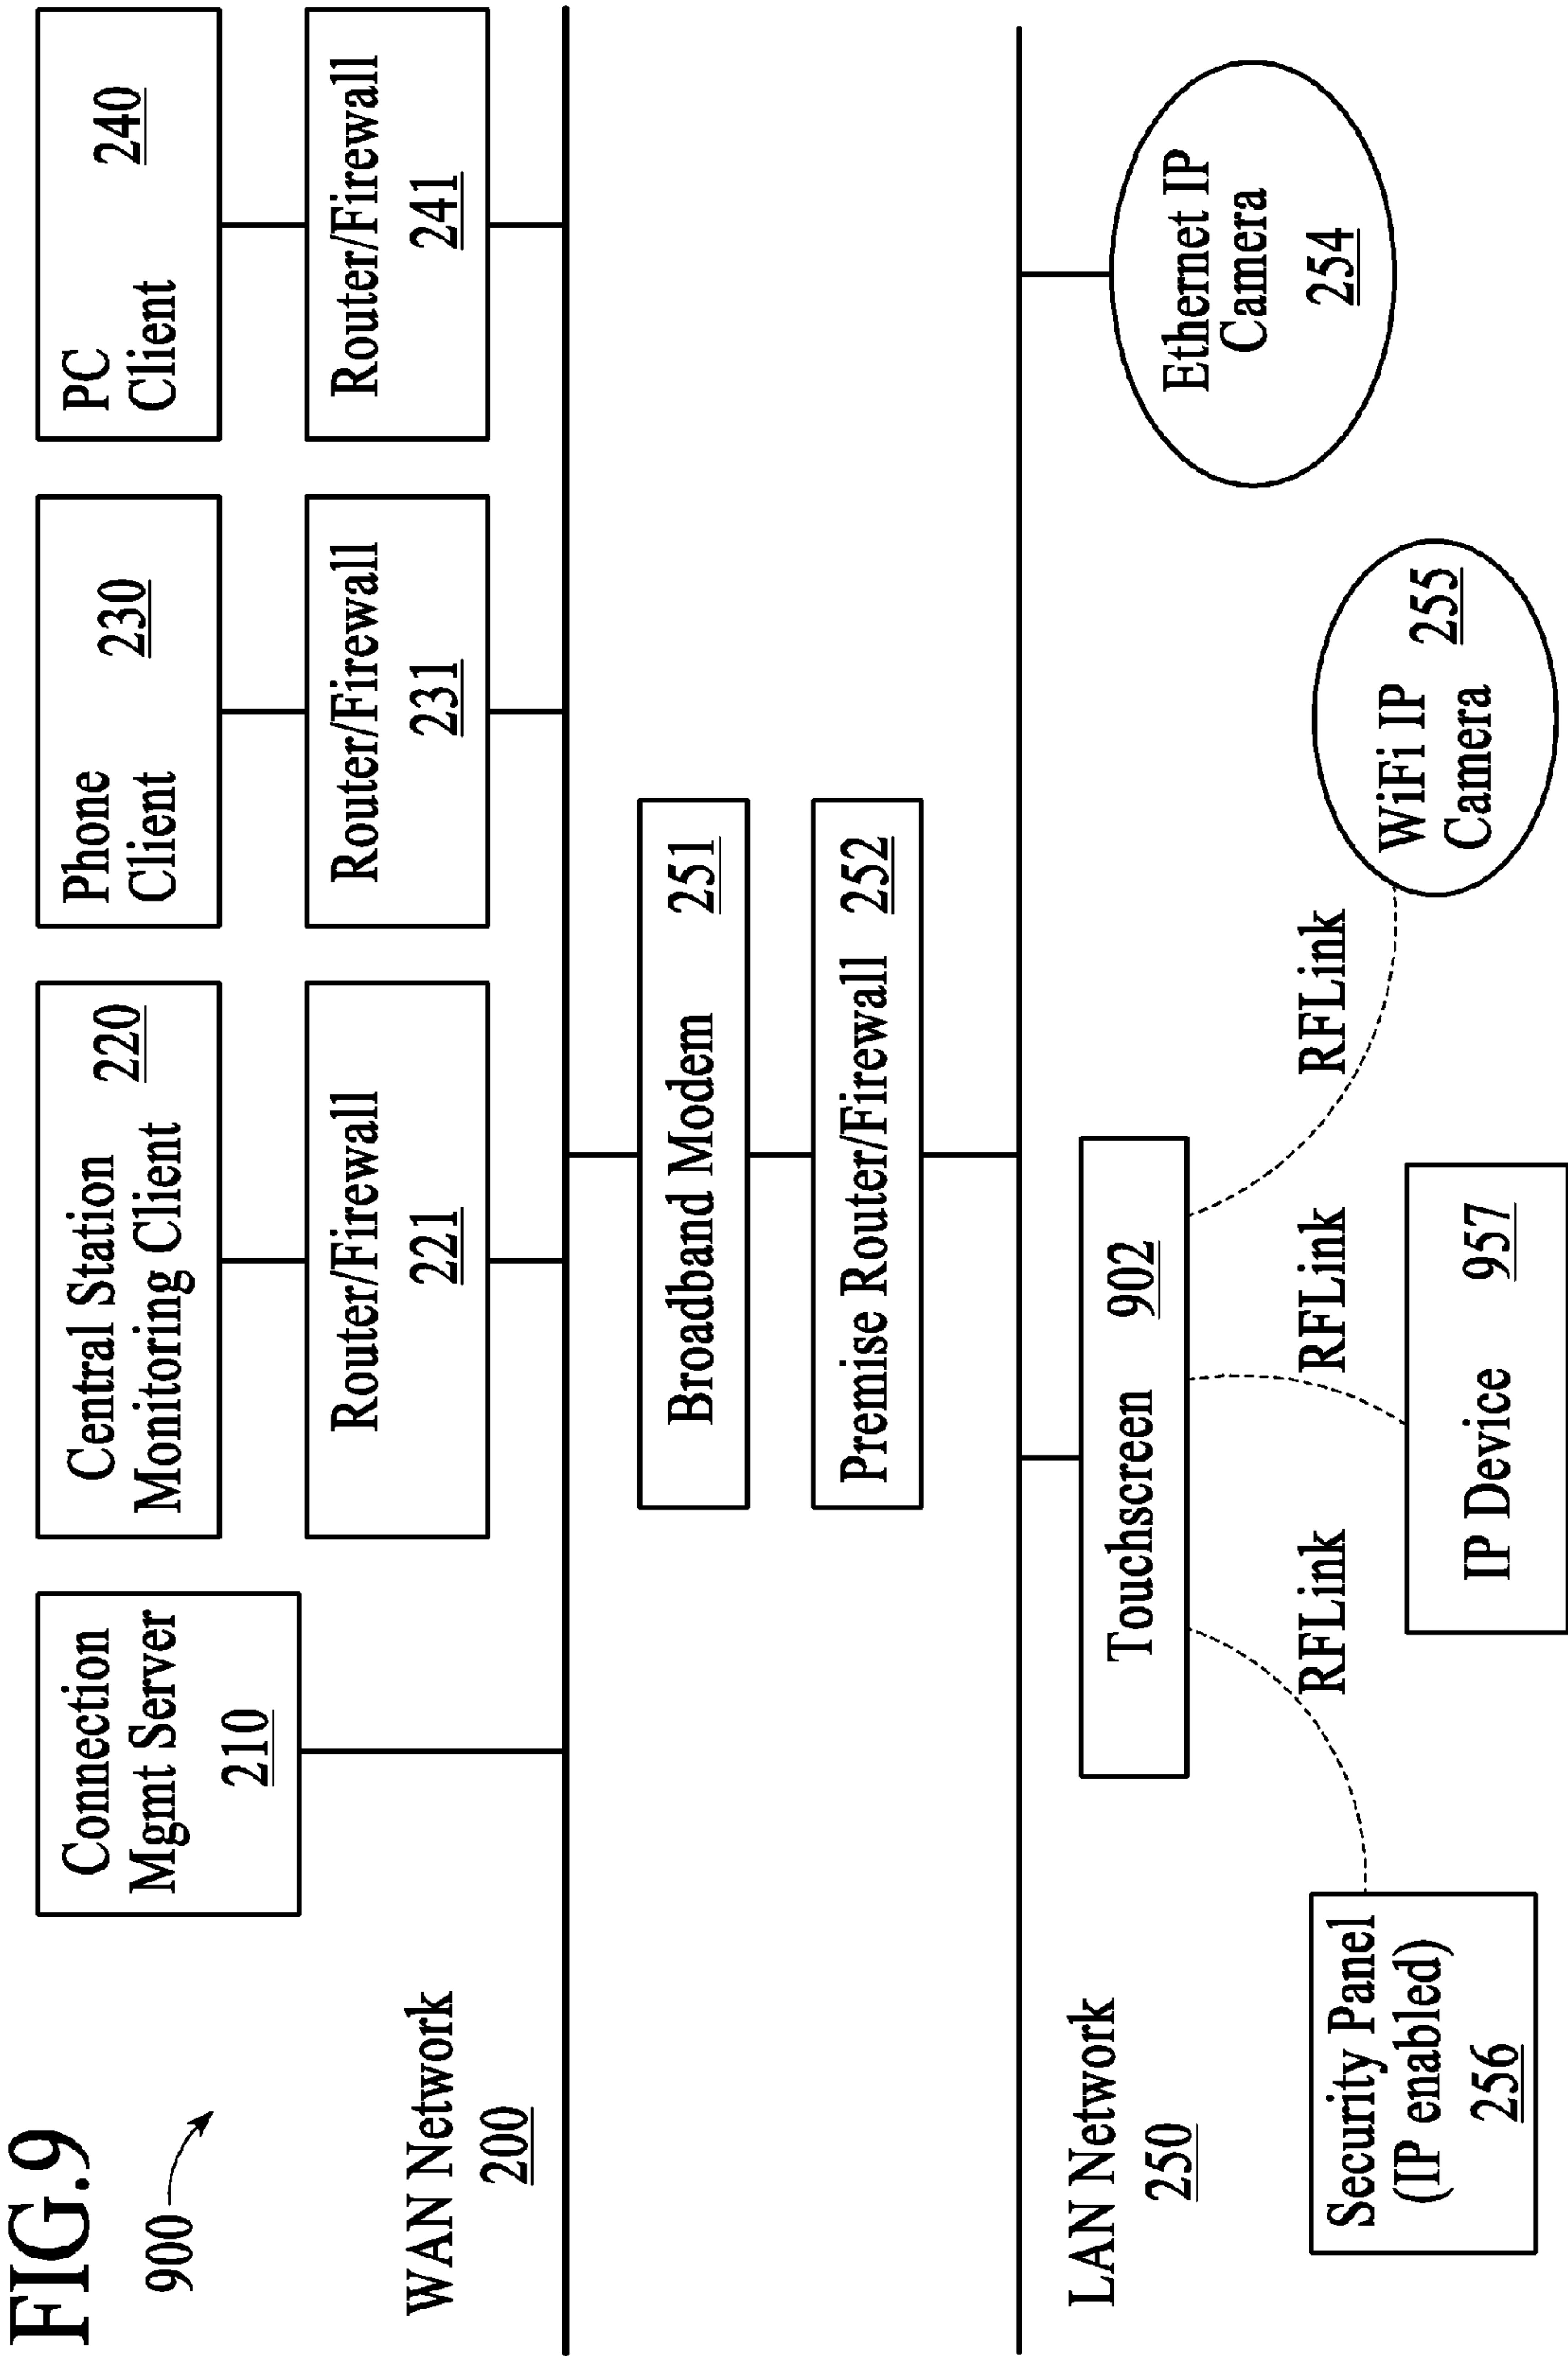 FIG.9
900
Connection
Mgmt Server
210
Central Station
Monitoring Client
220
Phone
Client
230
PC
Client
240
Router/Firewall
221
Router/Firewall
231
Router/Firewall
241
WAN Network
200
Broadband Modem 251
Premise Router/Firewall 252
LAN Network
250
Touchscreen 902
Ethernet IP
Camera
254
RFLink
RFLink
RFLink
Security Panel
(IP enabled)
256
IP Device 957
WiFi IP
Camera
255